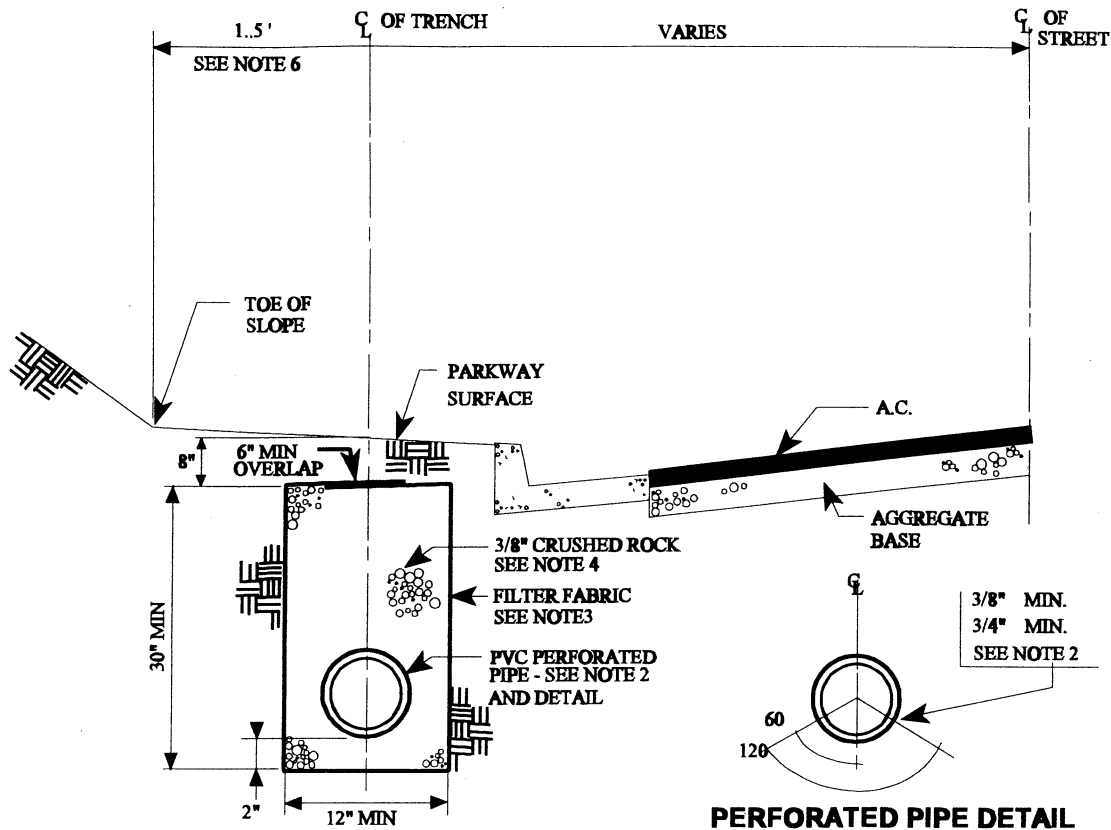 1..5 '
SEE NOTE 6
CL OF TRENCH
VARIES
CL OF
STREET
TOE OF
SLOPE
PARKWAY
SURFACE
A.C.
8"
6" MIN
OVERLAP
AGGREGATE
BASE
3/8" CRUSHED ROCK
SEE NOTE 4
FILTER FABRIC
SEE NOTE3
30" MIN
PVC PERFORATED
PIPE - SEE NOTE 2
AND DETAIL
2"
12" MIN
CL
3/8" MIN.
3/4" MIN.
SEE NOTE 2
60
120
PERFORATED PIPE DETAIL